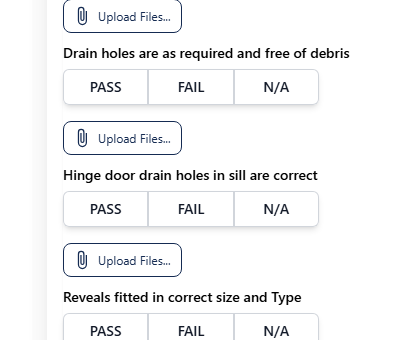 Upload Files...
Drain holes are as required and free of debris
PASS FAIL N/A
Upload Files...
Hinge door drain holes in sill are correct
PASS FAIL N/A
Upload Files...
Reveals fitted in correct size and Type
PASS FAIL N/A